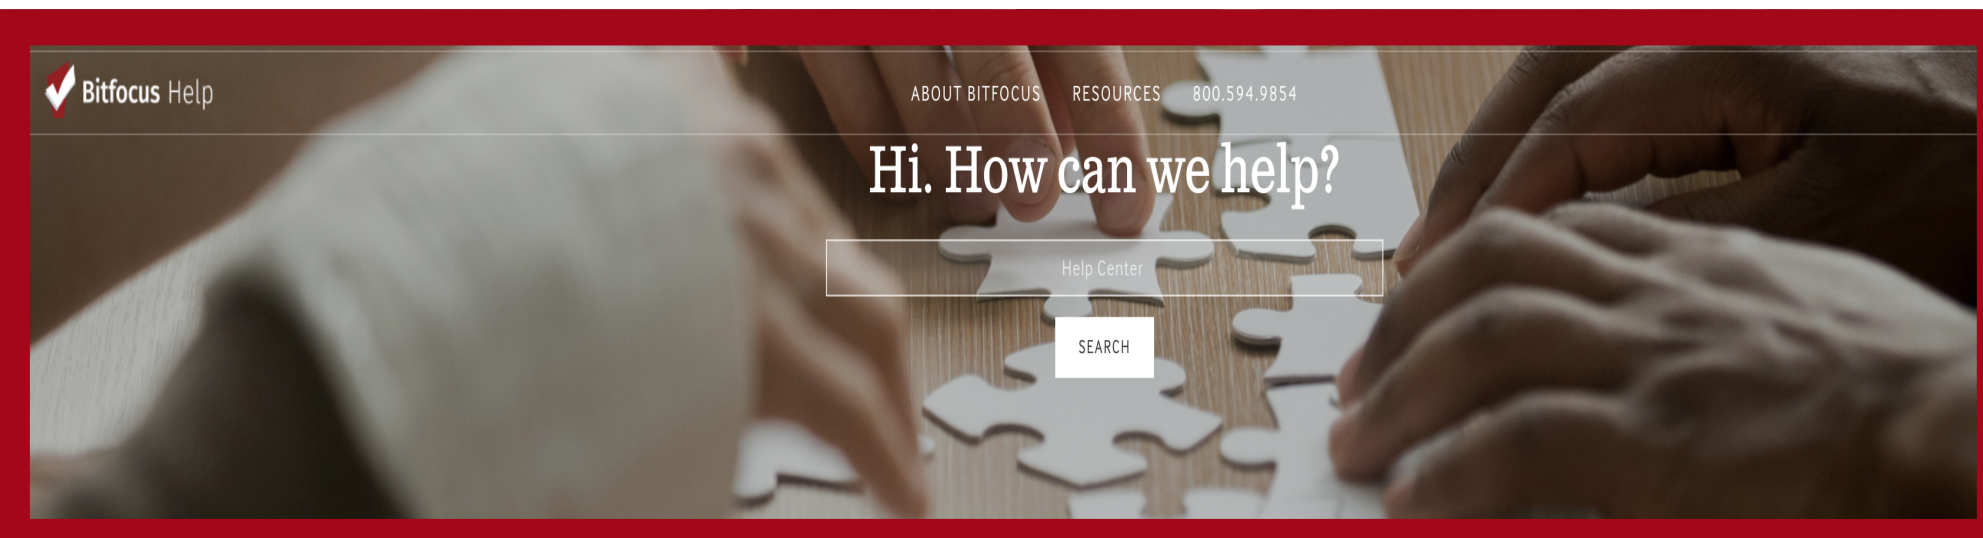 Bitfocus Help
ABOUT BITFOCUS RESOURCES 800.594.9854
Hi. How can we help?
Help Center
SEARCH